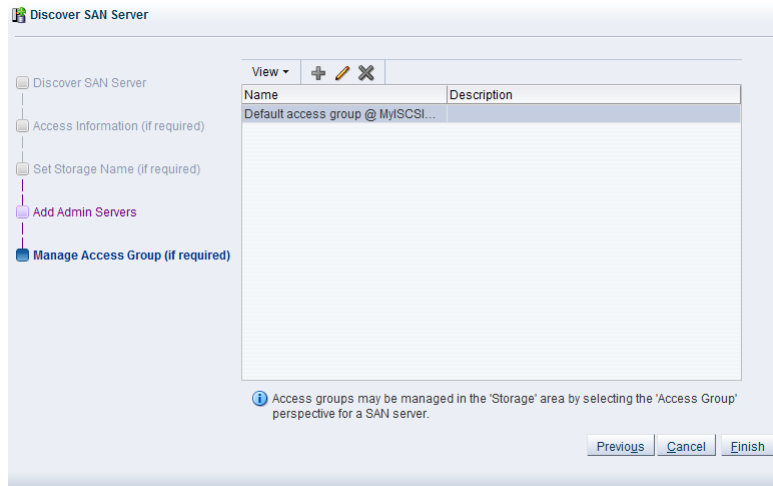 Discover SAN Server
Discover SAN Server
Access Information (if required)
Set Storage Name (if required)
Add Admin Servers
Manage Access Group (if required)
View
Name Description
Default access group @ MyISCSI...
Access groups may be managed in the 'Storage' area by selecting the 'Access Group'
perspective for a SAN server.
Previous Cancel Finish